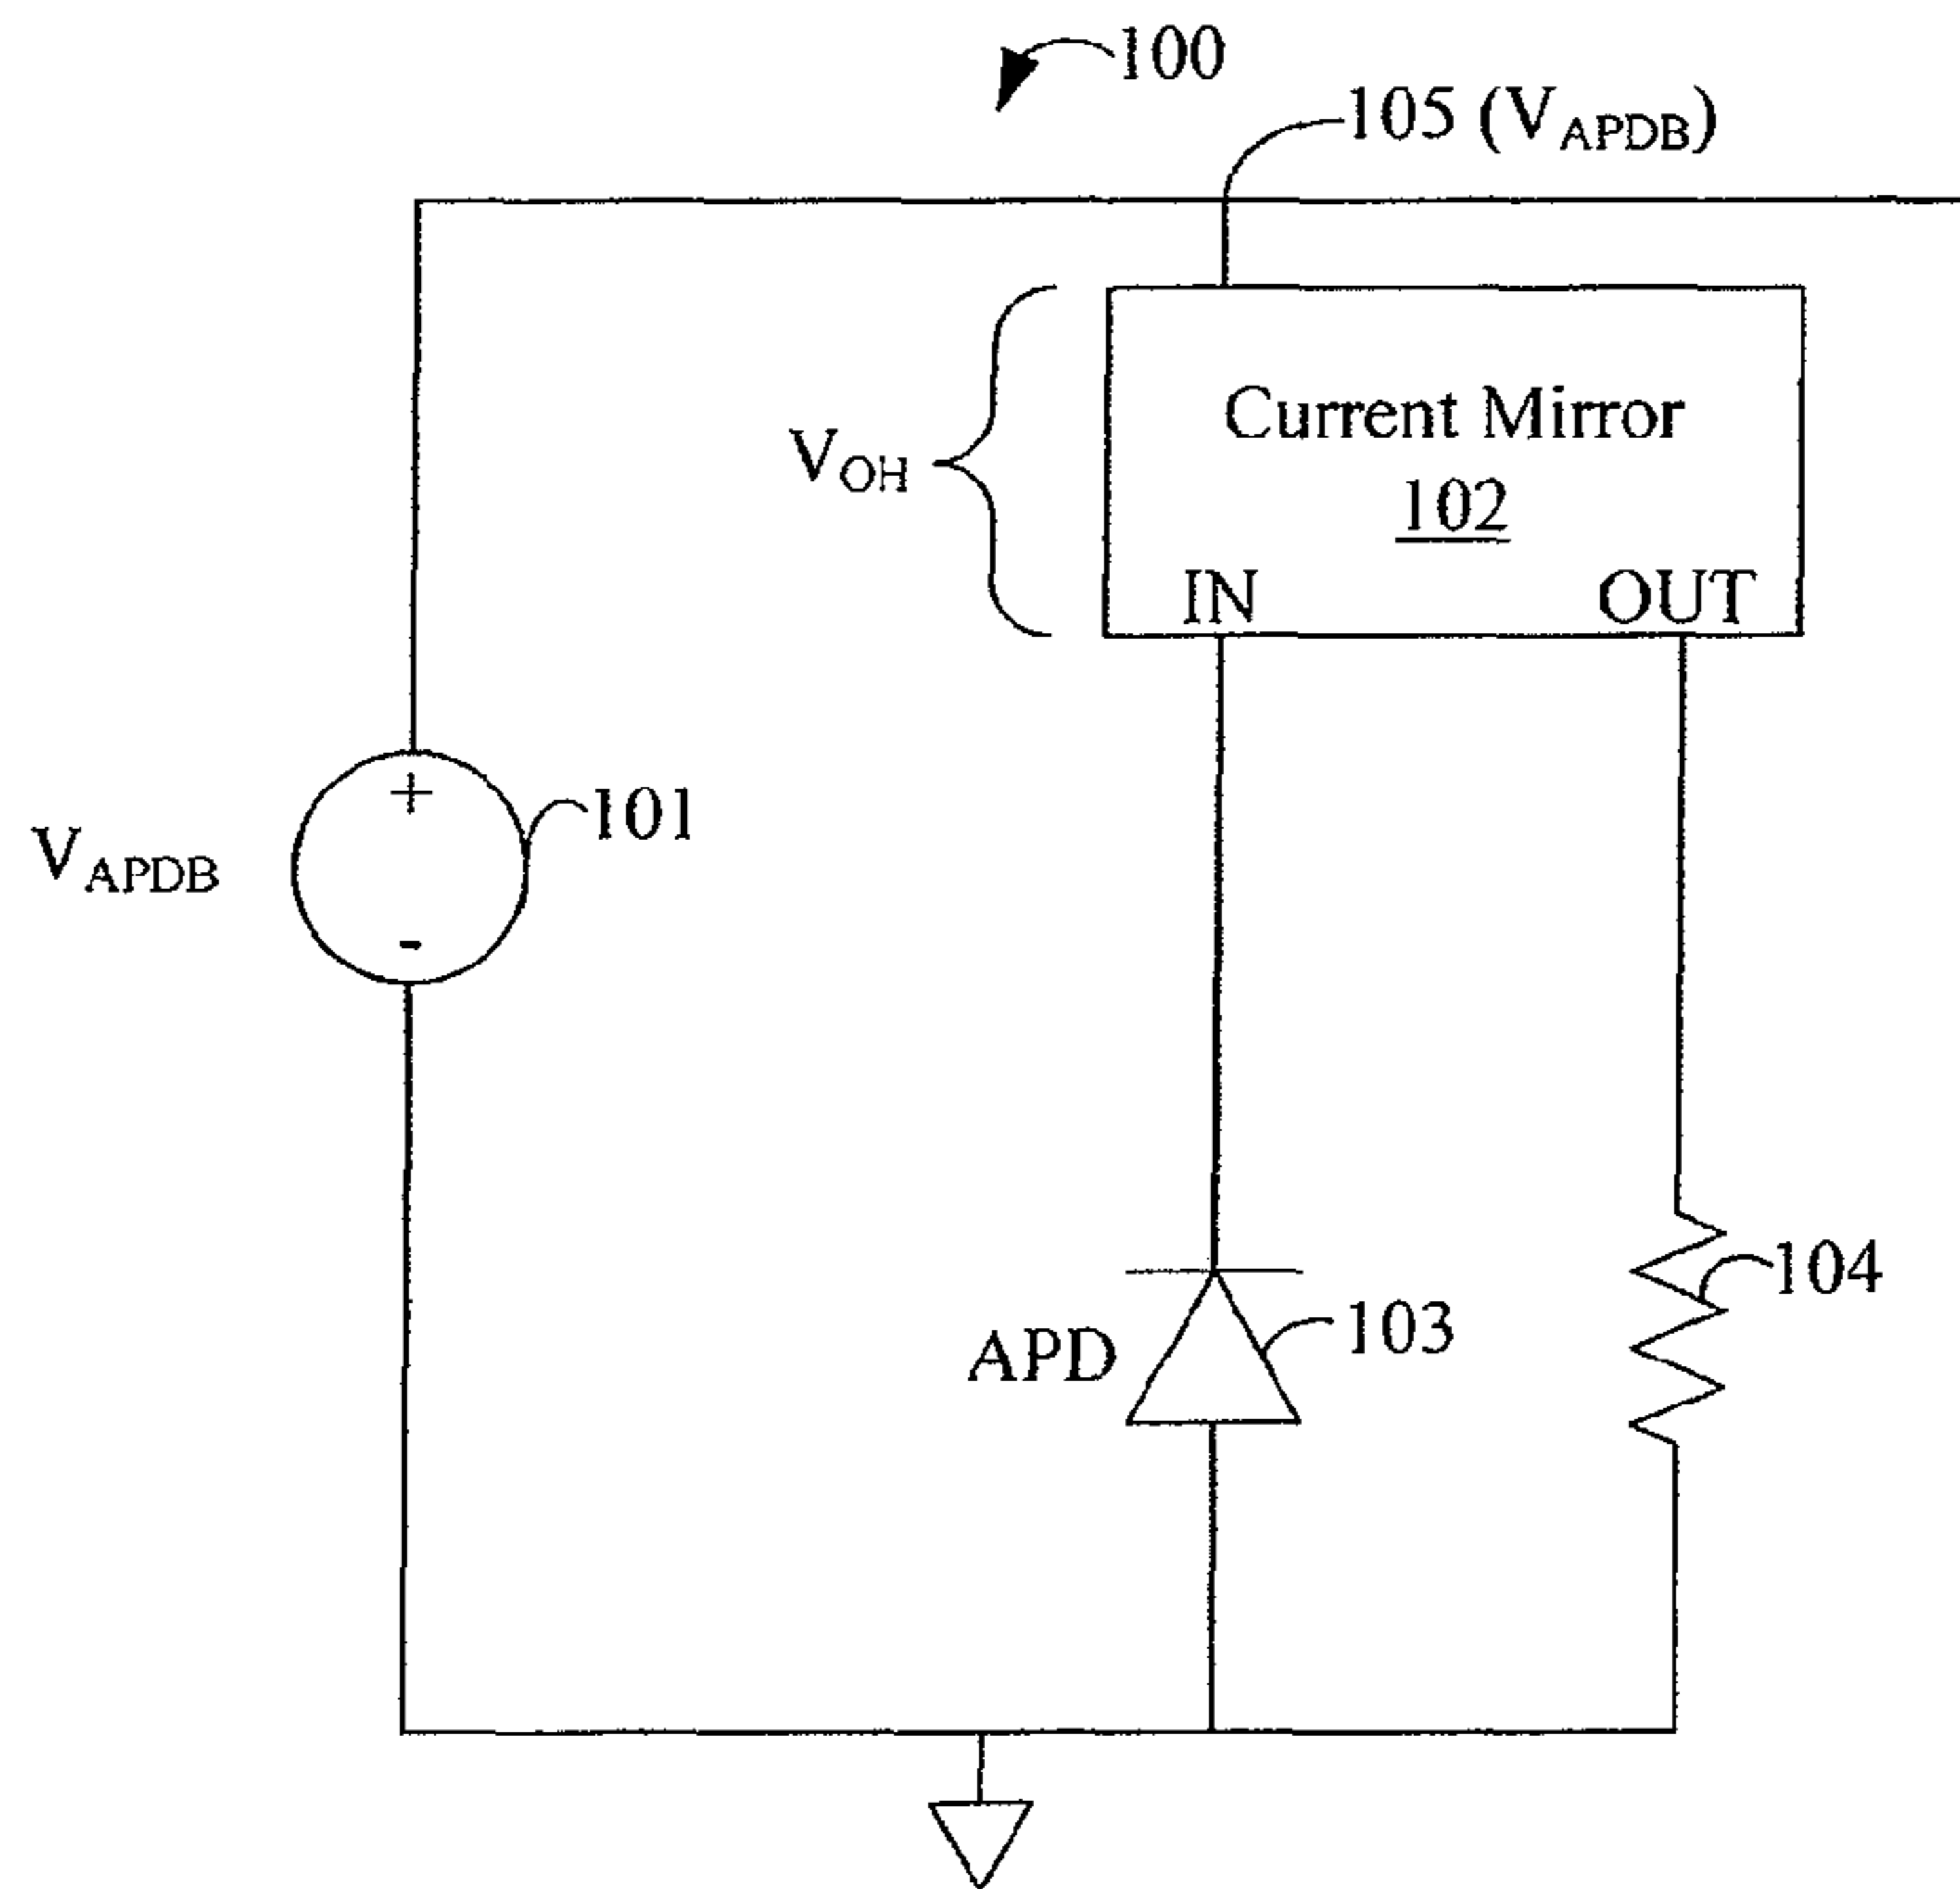 100
105 (VAPDB)
Current Mirror
VOH
102
IN OUT
+
101
VAPDB
-
104
103
APD